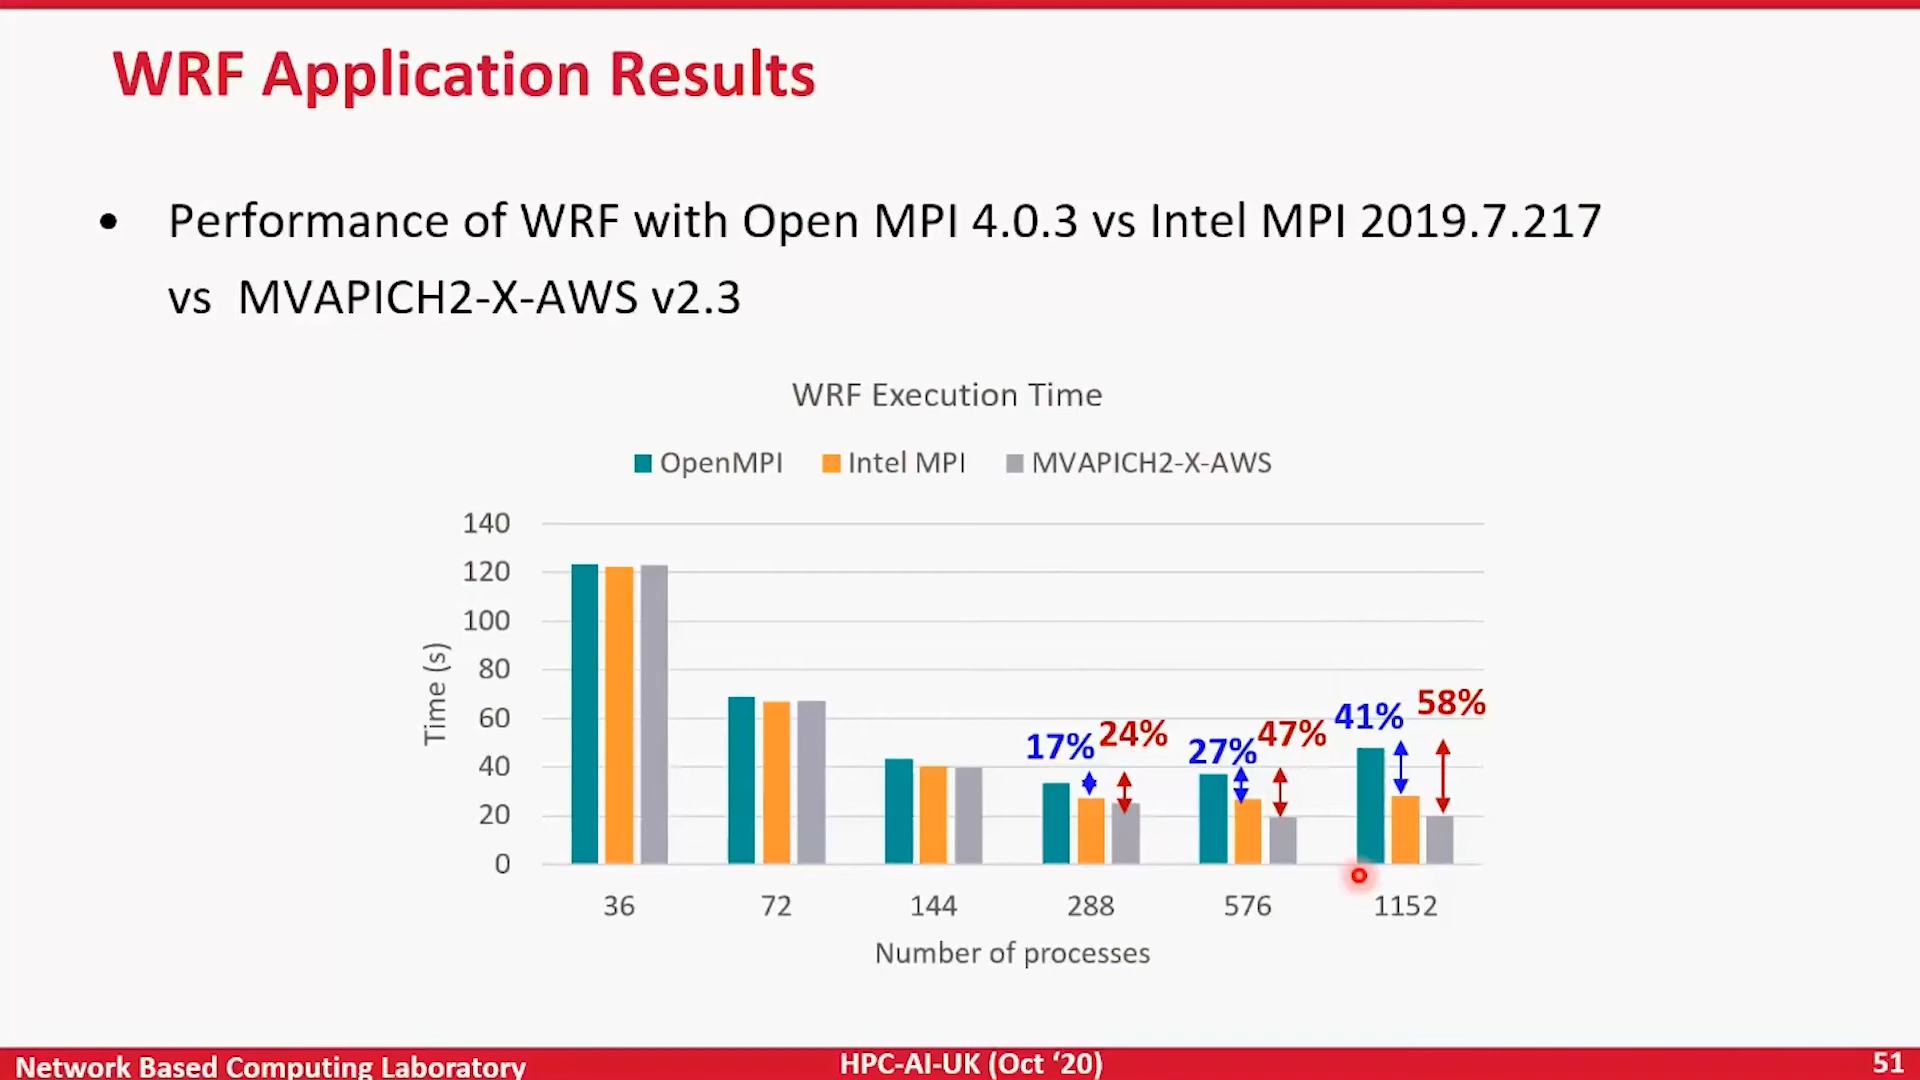 WRF Application Results
• Performance of WRF with Open MPI 4.0.3 vs Intel MPI 2019.7.217
vs MVAPICH2-X-AWS v2.3
WRF Execution Time
OpenMPI Intel MPI MVAPICH2-X-AWS
140
120
100
80
60
40
20
0
Time (s)
17% 24% 27% 47% 41% 58%
36 72 144 288 576 1152
Number of processes
Network Based Computing Laboratory HPC-AI-UK (Oct ‘20) 51